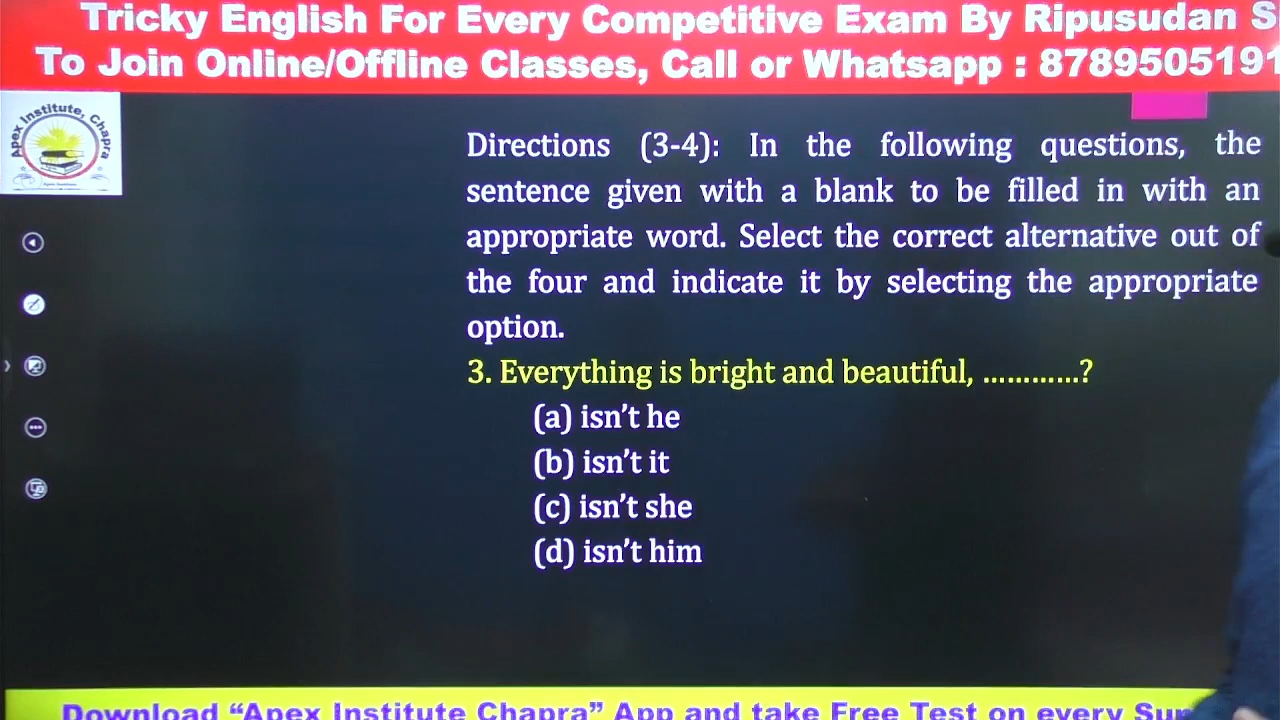 Tricky English For Every Competitive Exam By Ripusudan S
To Join Online/Offline Classes, Call or Whatsapp : 8789505191
Apex Institute, Chapra
Directions (3-4): In the following questions, the
sentence given with a blank to be filled in with an
appropriate word. Select the correct alternative out of
the four and indicate it by selecting the appropriate
option.
3. Everything is bright and beautiful, .............?
(a) isn’t he
(b) isn’t it
(c) isn’t she
(d) isn’t him
Download “Apex Institute Chapra” App and take Free Test on every Sun